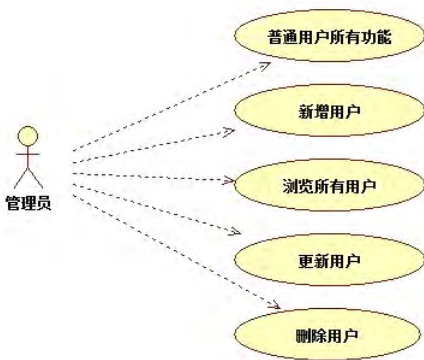 普通用户所有功能
新增用户
浏览所有用户
管理员
更新用户
删除用户